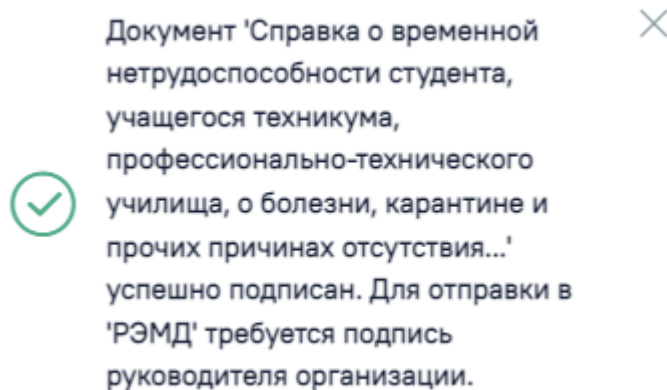 Документ 'Справка о временной
нетрудоспособности студента,
учащегося техникума,
профессионально-технического
училища, о болезни, карантине и
прочих причинах отсутствия...'
успешно подписан. Для отправки в
'РЭМД' требуется подпись
руководителя организации.